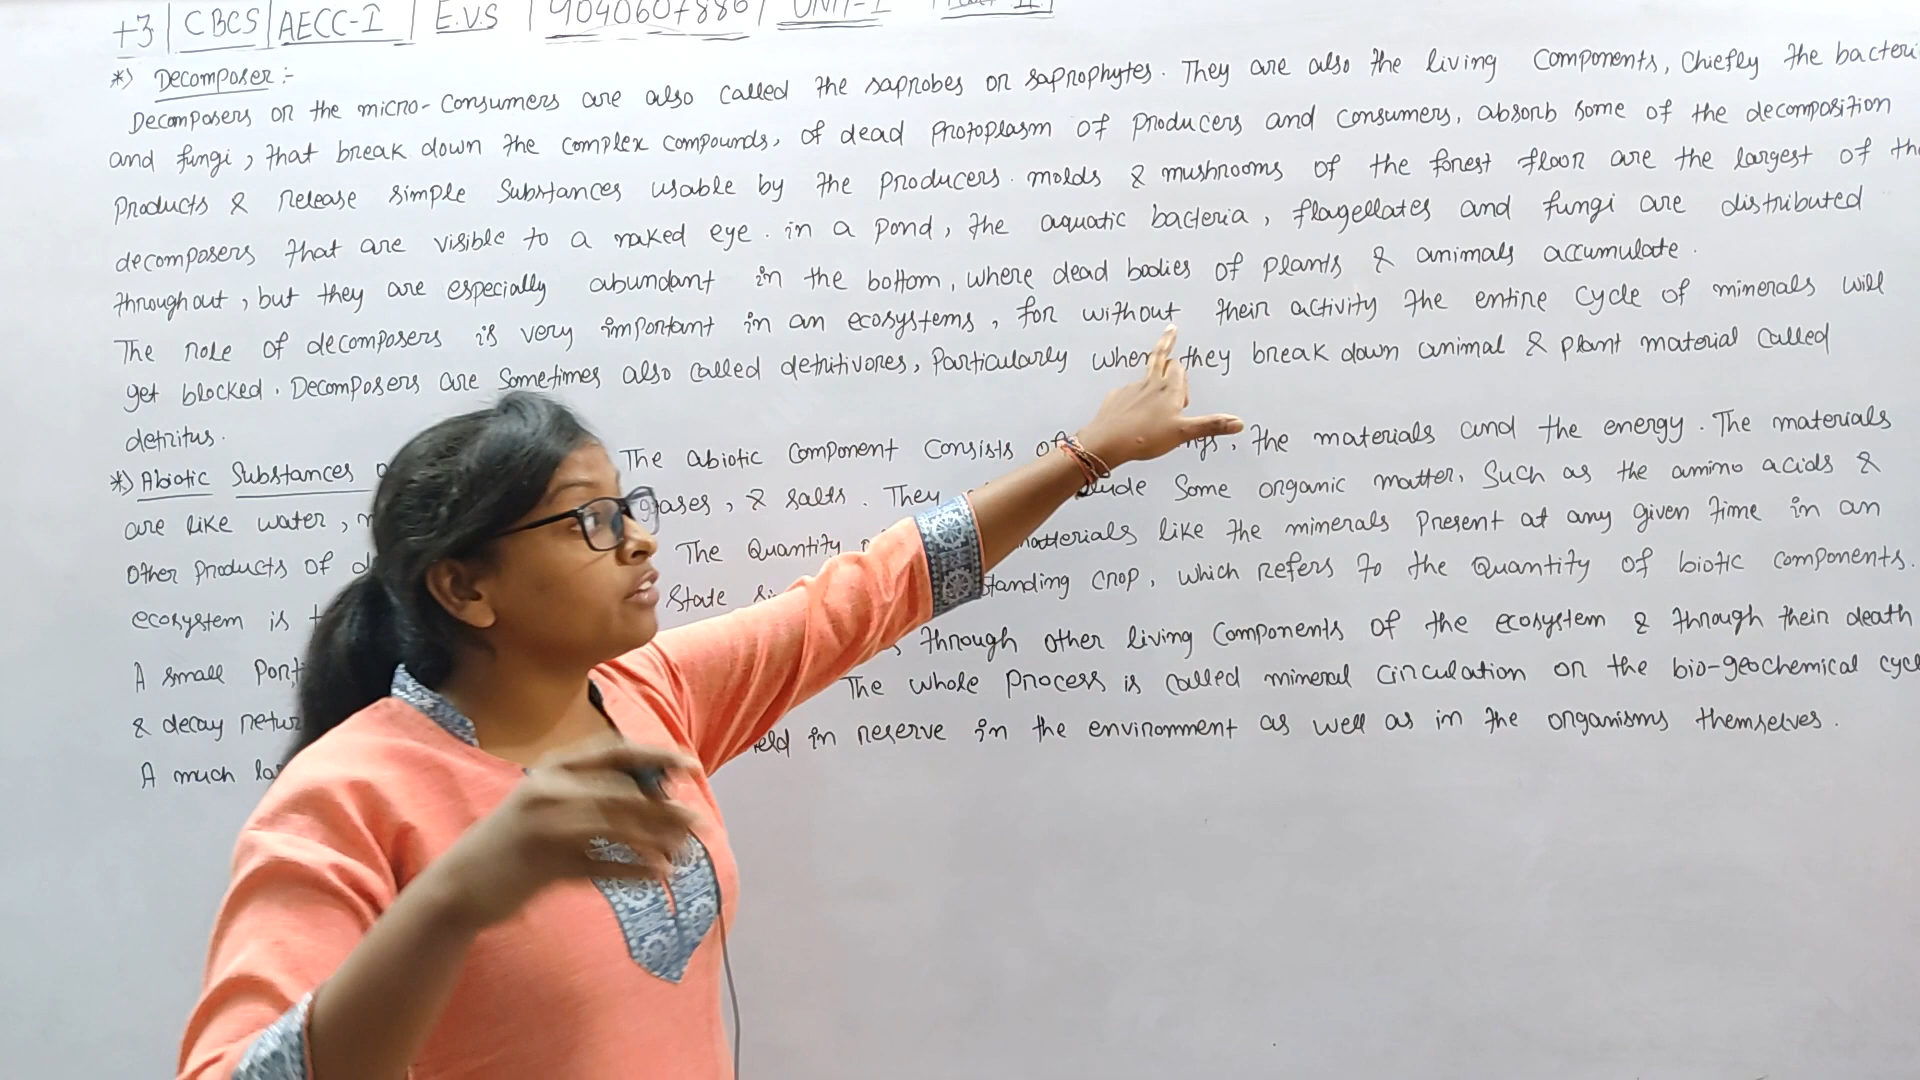 +3 | CBCS | AECC-I | E.V.S | 9040607886 | UNIT-I
*) Decomposer :-
Decomposers or the micro-consumers are also called the saprobes or saprophytes. They are also the living components, chiefly the bacteri
and fungi, that break down the complex compounds, of dead protoplasm of producers and consumers, absorb some of the decomposition
products & release simple substances usable by the producers. molds & mushrooms of the forest floor are the largest of the
decomposers that are visible to a naked eye. in a pond, the aquatic bacteria, flagellates and fungi are distributed
throughout, but they are especially abundant in the bottom, where dead bodies of plants & animals accumulate.
The role of decomposers is very important in an ecosystems, for without their activity the entire cycle of minerals will
get blocked. Decomposers are sometimes also called detritivores, particularly when they break down animal & plant material called
detritus.
*) Abiotic Substances The abiotic component consists of the materials and the energy. The materials
are like water, gases, & salts. They Some organic matter, such as the amino acids &
other products of The Quantity materials like the minerals present at any given time in an
ecosystem is State standing crop, which refers to the Quantity of biotic components.
A small through other living components of the ecosystem & through their death
& decay The whole process is called mineral circulation or the bio-geochemical
A much in reserve in the environment as well as in the organisms themselves.